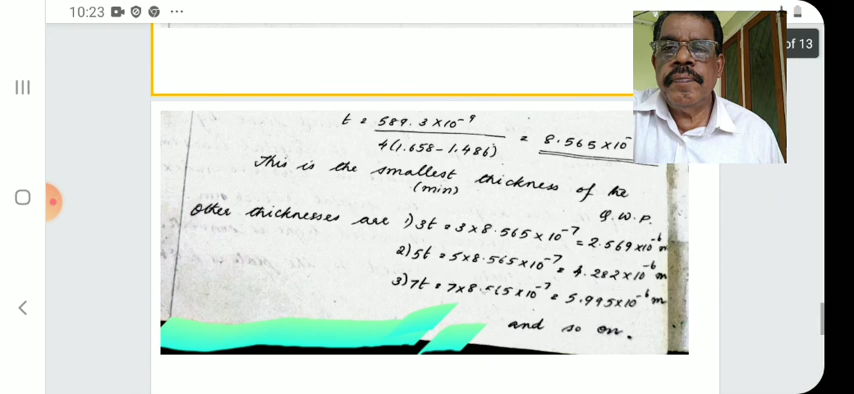 10:23
of 13
t = 589.3 × 10⁻⁹ / 4(1.658 - 1.486) = 8.565 × 10⁻
This is the smallest thickness of the
(min)
Q.W.P.
Other thicknesses are 1) 3t = 3 × 8.565 × 10⁻⁷ = 2.569 × 10⁻⁶ m
2) 5t = 5 × 8.565 × 10⁻⁷ = 4.282 × 10⁻⁶ m
3) 7t = 7 × 8.565 × 10⁻⁷ = 5.995 × 10⁻⁶ m
and so on.